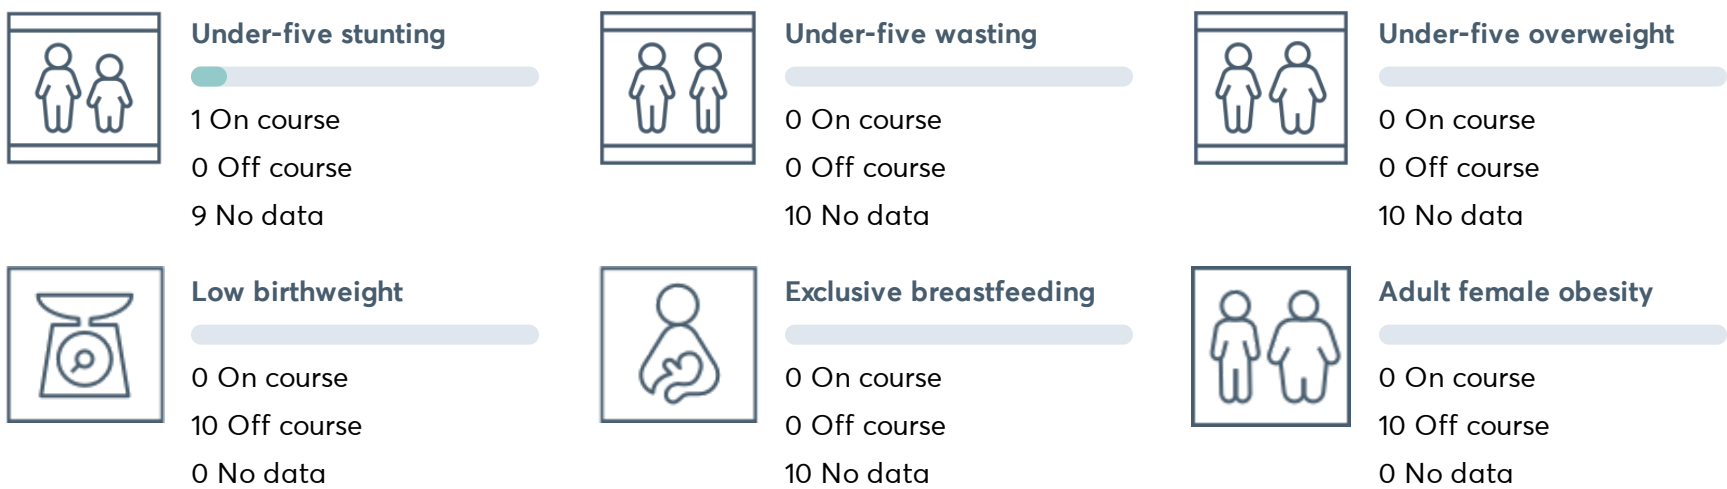 Under-five stunting
1 On course
0 Off course
9 No data
Under-five wasting
0 On course
0 Off course
10 No data
Under-five overweight
0 On course
0 Off course
10 No data
Low birthweight
0 On course
10 Off course
0 No data
Exclusive breastfeeding
0 On course
0 Off course
10 No data
Adult female obesity
0 On course
10 Off course
0 No data